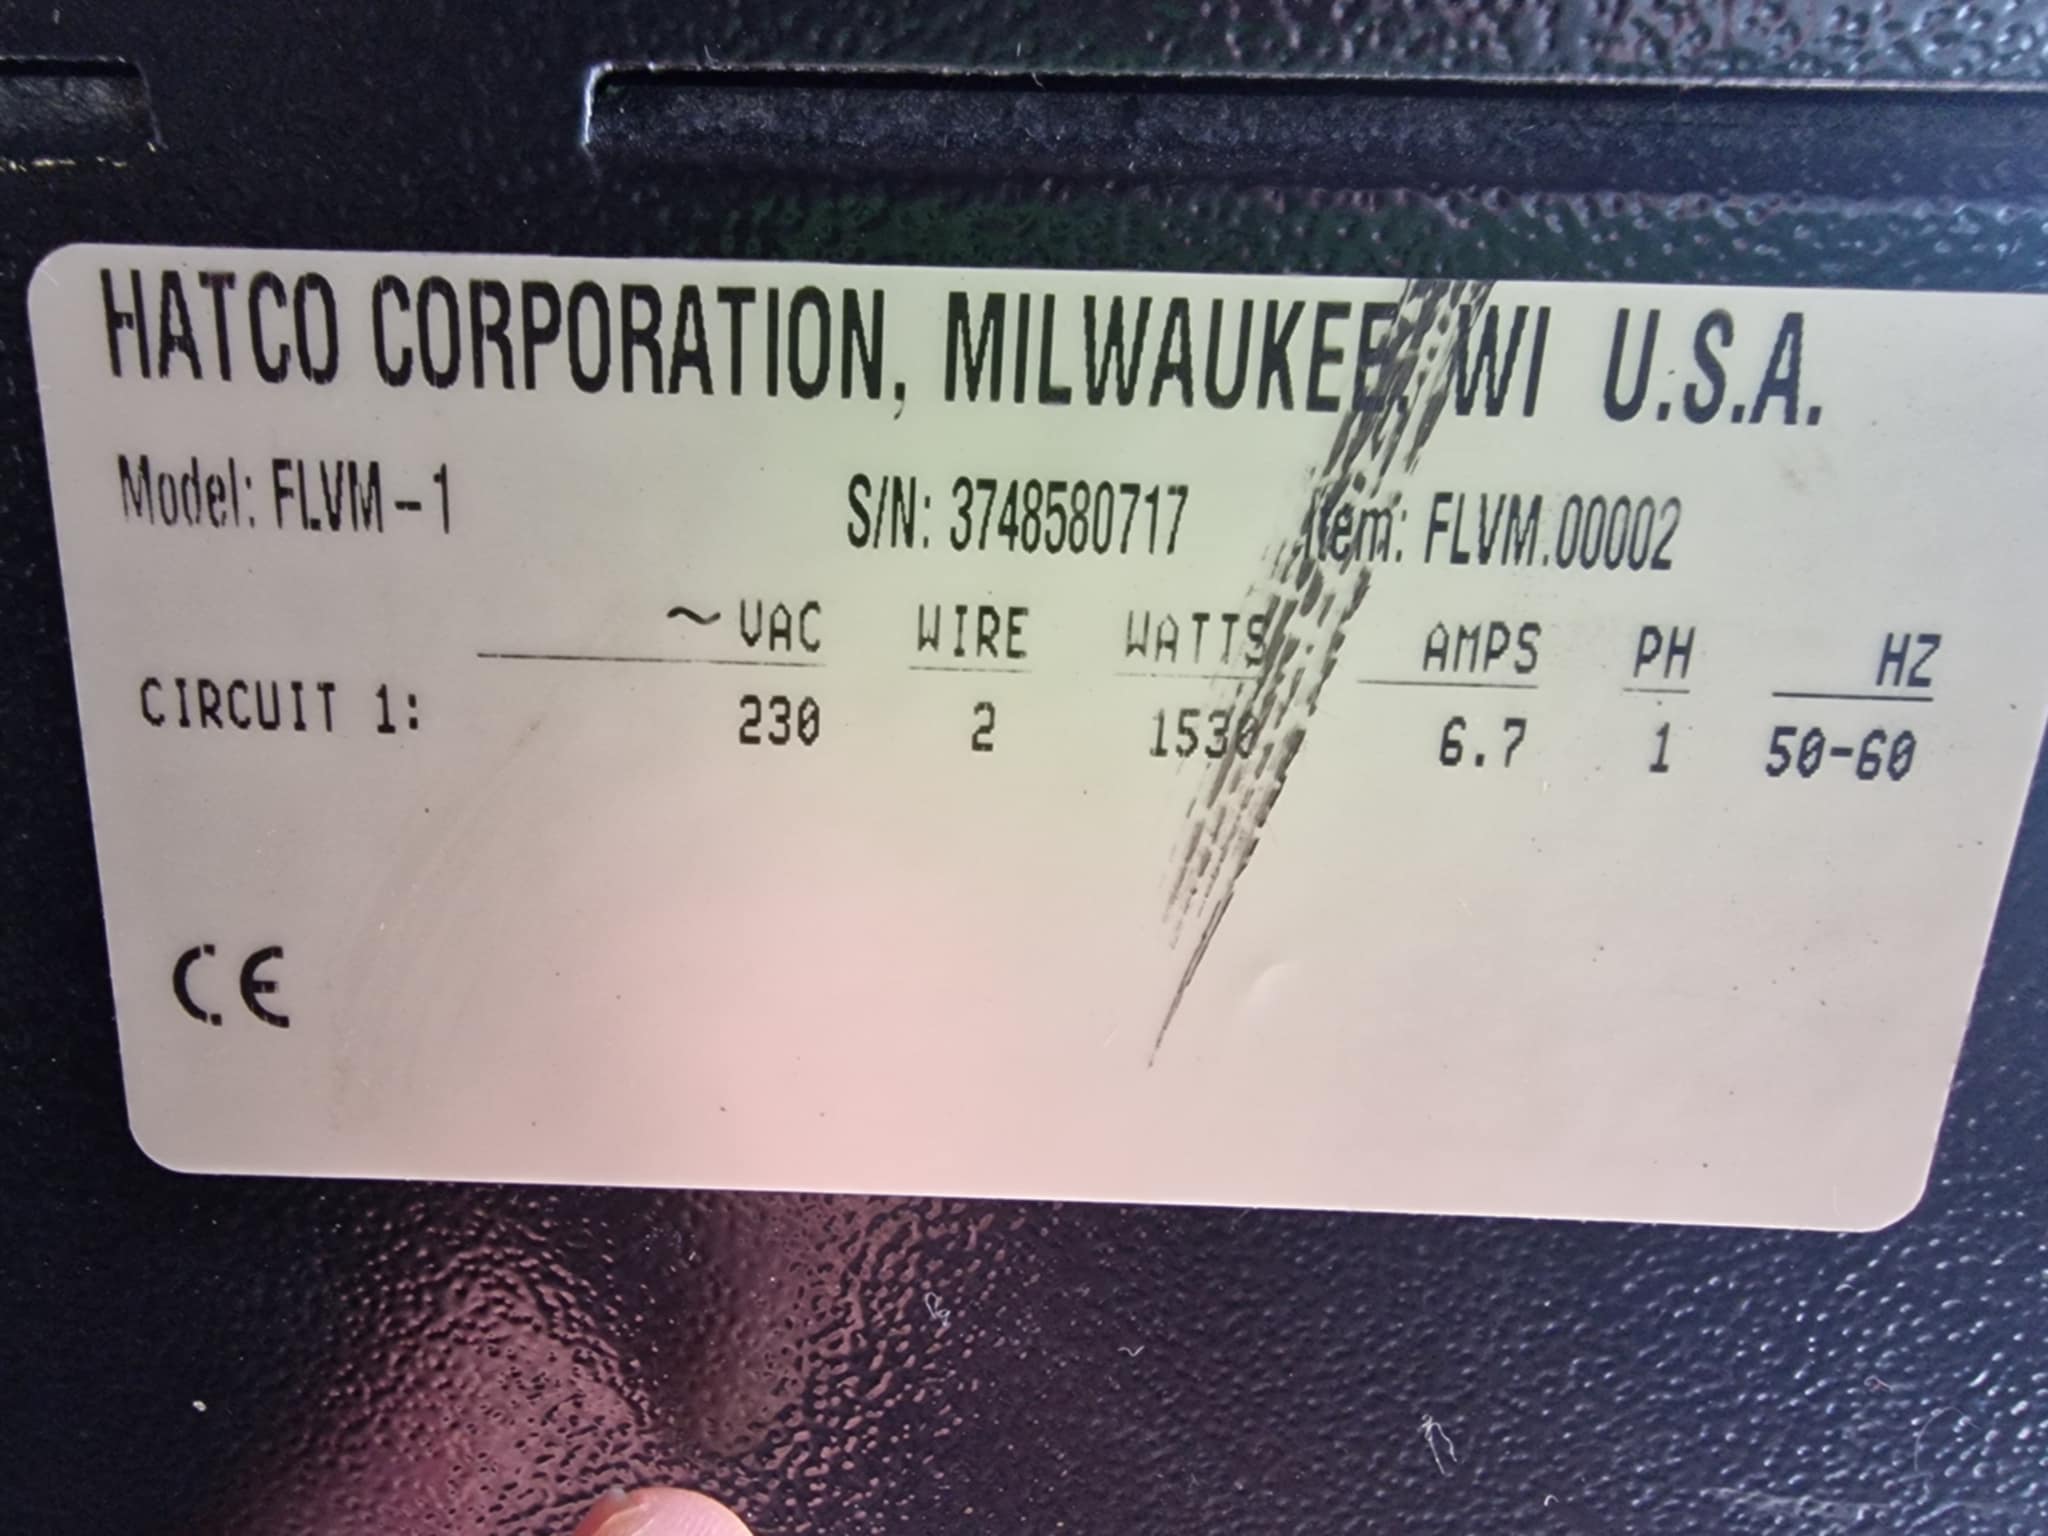 HATCO CORPORATION, MILWAUKEE, WI U.S.A.
Model: FLVM-1 S/N: 3748580717 Item: FLVM.00002
~VAC WIRE WATTS AMPS PH HZ
CIRCUIT 1: 230 2 1530 6.7 1 50-60
CE